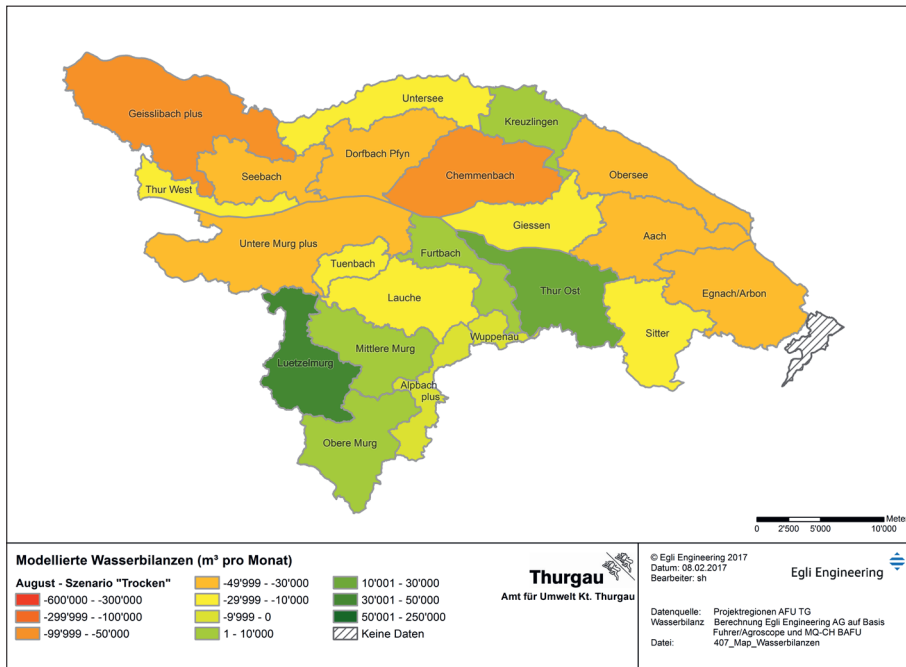 Geisslibach plus
Untersee
Kreuzlingen
Dorfbach Pfyn
Seebach
Chemmenbach
Obersee
Thur West
Giessen
Aach
Untere Murg plus
Furtbach
Tuenbach
Thur Ost
Egnach/Arbon
Lauche
Sitter
Wuppenau
Mittlere Murg
Luetzelmurg
Alpbach
plus
Obere Murg
Meter
0 2'500 5'000 10'000
Modellierte Wasserbilanzen (m³ pro Monat)
August - Szenario "Trocken"
-600'000 - -300'000
-299'999 - -100'000
-99'999 - -50'000
-49'999 - -30'000
-29'999 - -10'000
-9'999 - 0
1 - 10'000
10'001 - 30'000
30'001 - 50'000
50'001 - 250'000
Keine Daten
Thurgau
Amt für Umwelt Kt. Thurgau
© Egli Engineering 2017
Datum: 08.02.2017
Bearbeiter: sh
Egli Engineering
Datenquelle: Projektregionen AFU TG
Wasserbilanz Berechnung Egli Engineering AG auf Basis
Fuhrer/Agroscope und MQ-CH BAFU
Datei: 407_Map_Wasserbilanzen